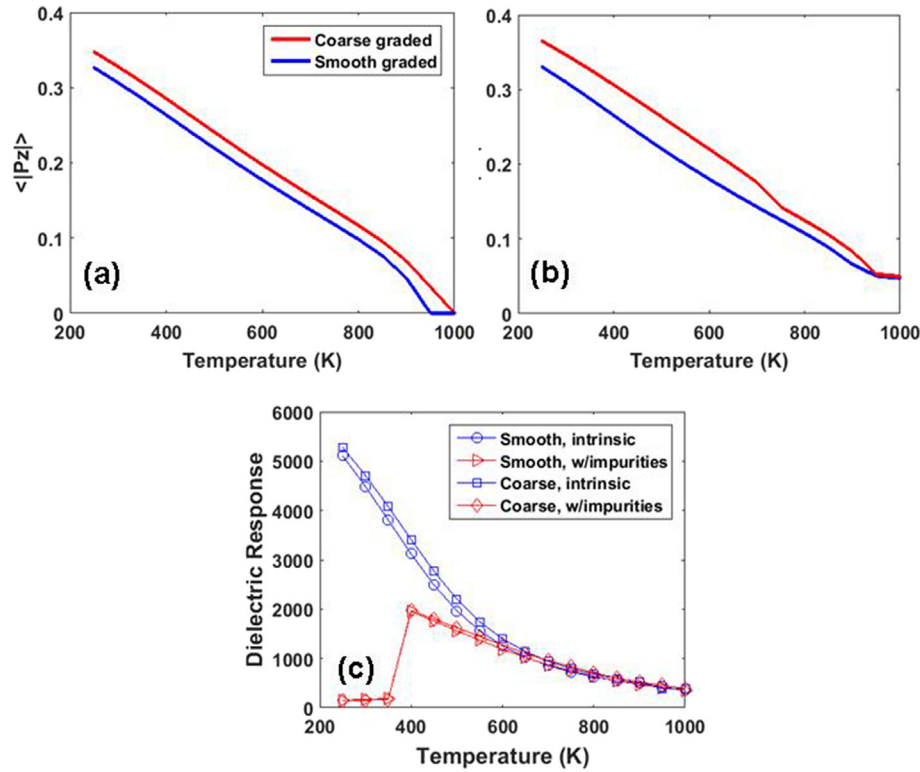 0.4
0.3
0.2
0.1
0
<|Pz|>
Coarse graded
Smooth graded
(a)
200 400 600 800 1000
Temperature (K)
0.4
0.3
0.2
0.1
0
(b)
200 400 600 800 1000
Temperature (K)
6000
5000
4000
3000
2000
1000
0
Dielectric Response
Smooth, intrinsic
Smooth, w/impurities
Coarse, intrinsic
Coarse, w/impurities
(c)
200 400 600 800 1000
Temperature (K)